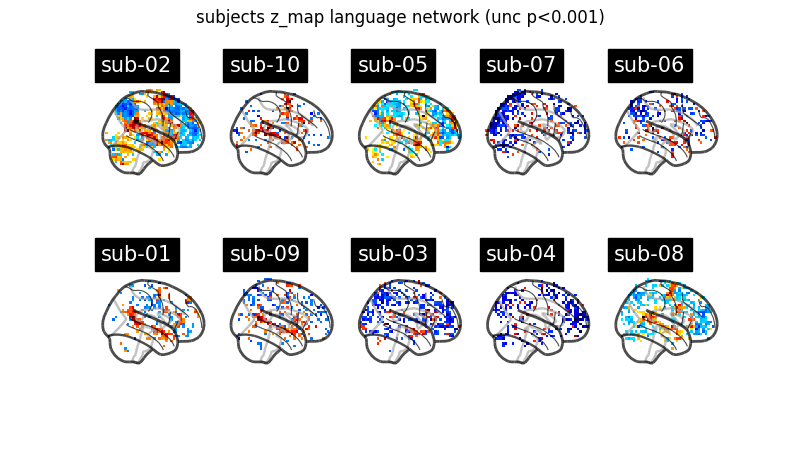 subjects z_map language network (unc p<0.001)
sub-02 sub-10 sub-05 sub-07 sub-06
sub-01 sub-09 sub-03 sub-04 sub-08